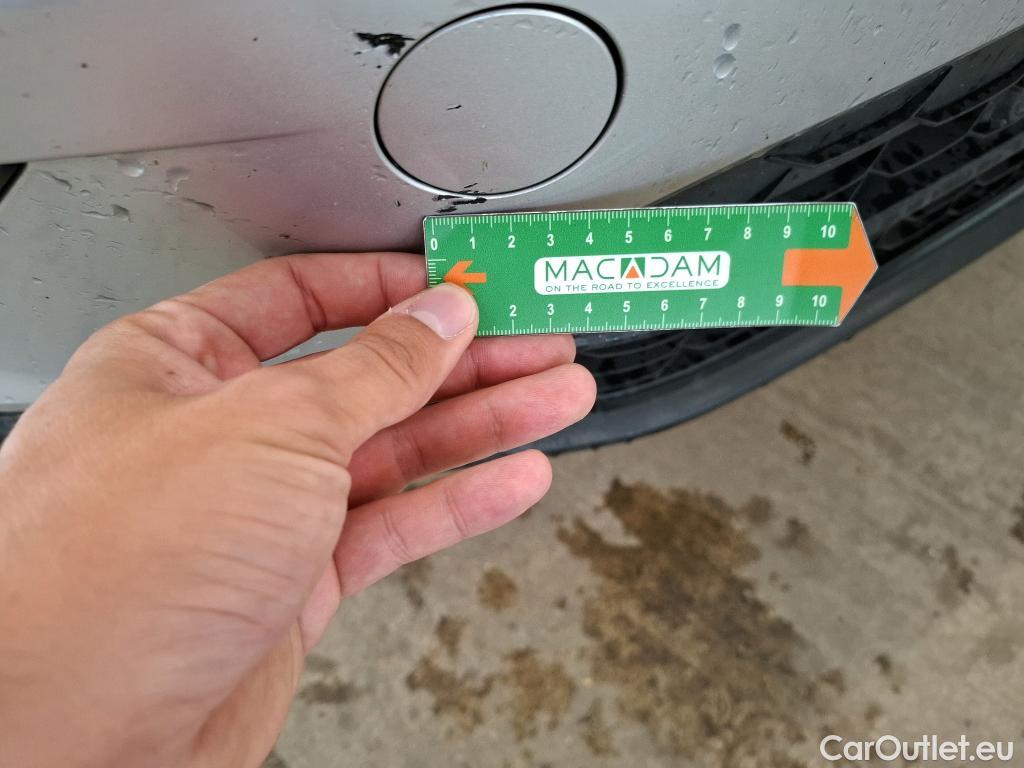 0 1 2 3 4 5 6 7 8 9 10
MACADAM
ON THE ROAD TO EXCELLENCE
2 3 4 5 6 7 8 9 10
CarOutlet.eu